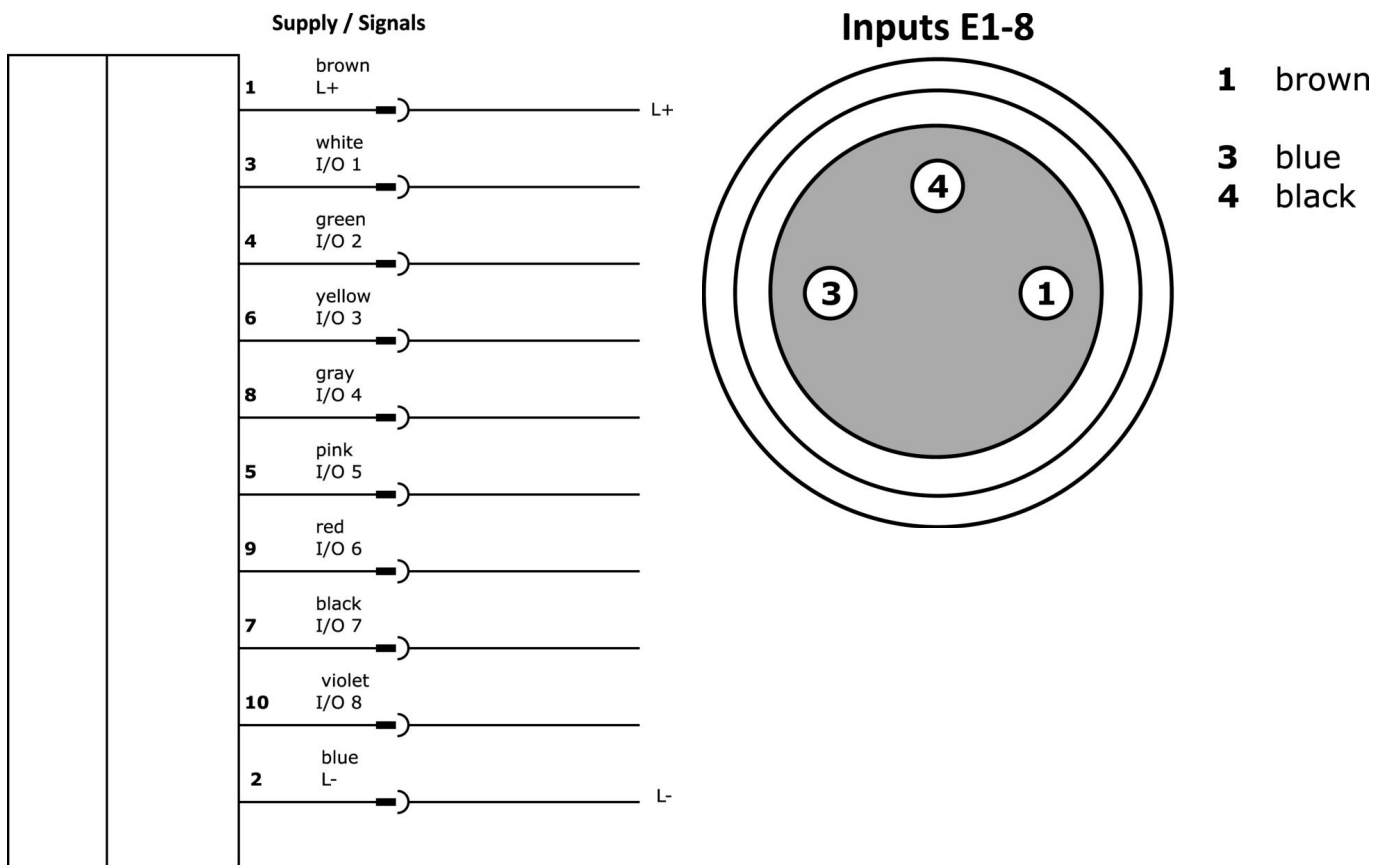 Supply / Signals
brown
1 L+
L+
white
3 I/O 1
green
4 I/O 2
yellow
6 I/O 3
gray
8 I/O 4
pink
5 I/O 5
red
9 I/O 6
black
7 I/O 7
violet
10 I/O 8
blue
2 L-
L-
Inputs E1-8
4
3 1
1 brown
3 blue
4 black